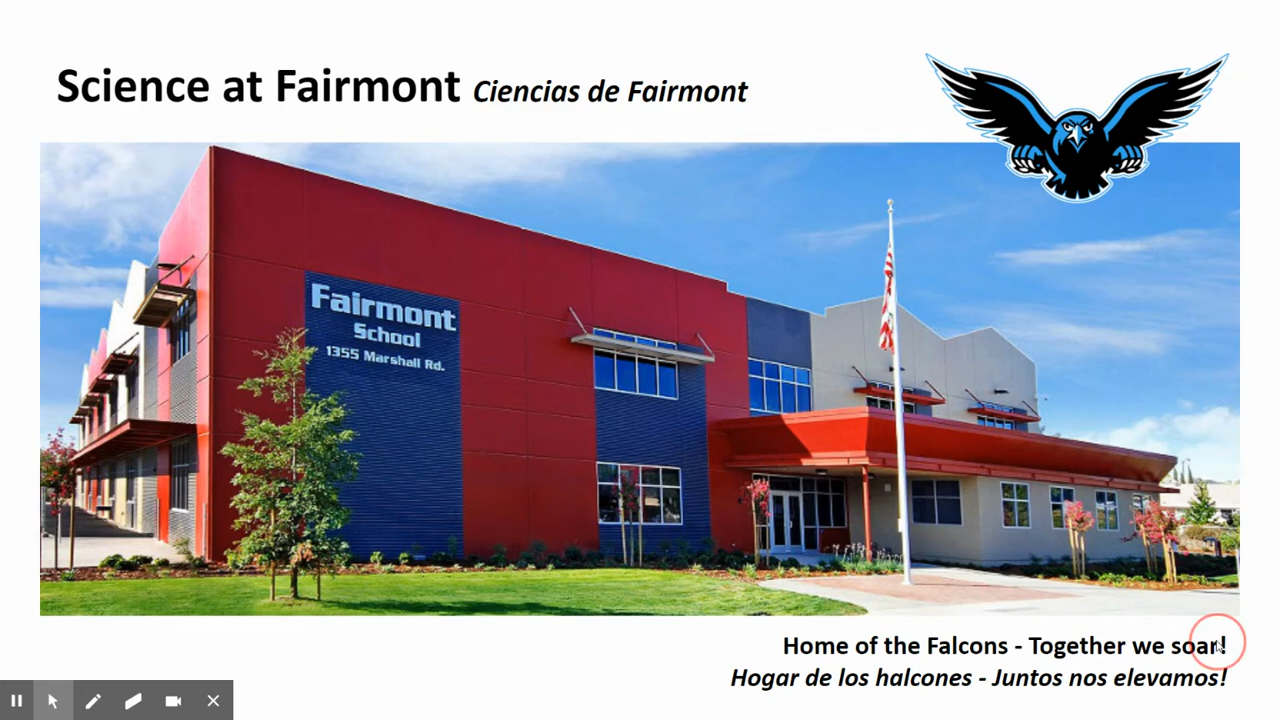 Science at Fairmont Ciencias de Fairmont
Fairmont
School
1355 Marshall Rd.
Home of the Falcons - Together we soar!
Hogar de los halcones - Juntos nos elevamos!